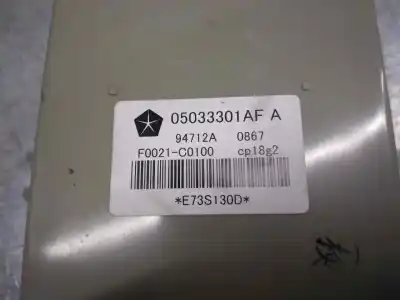 05033301AF A
94712A 0867
F0021-C0100 cp18g2
*E73S130D*